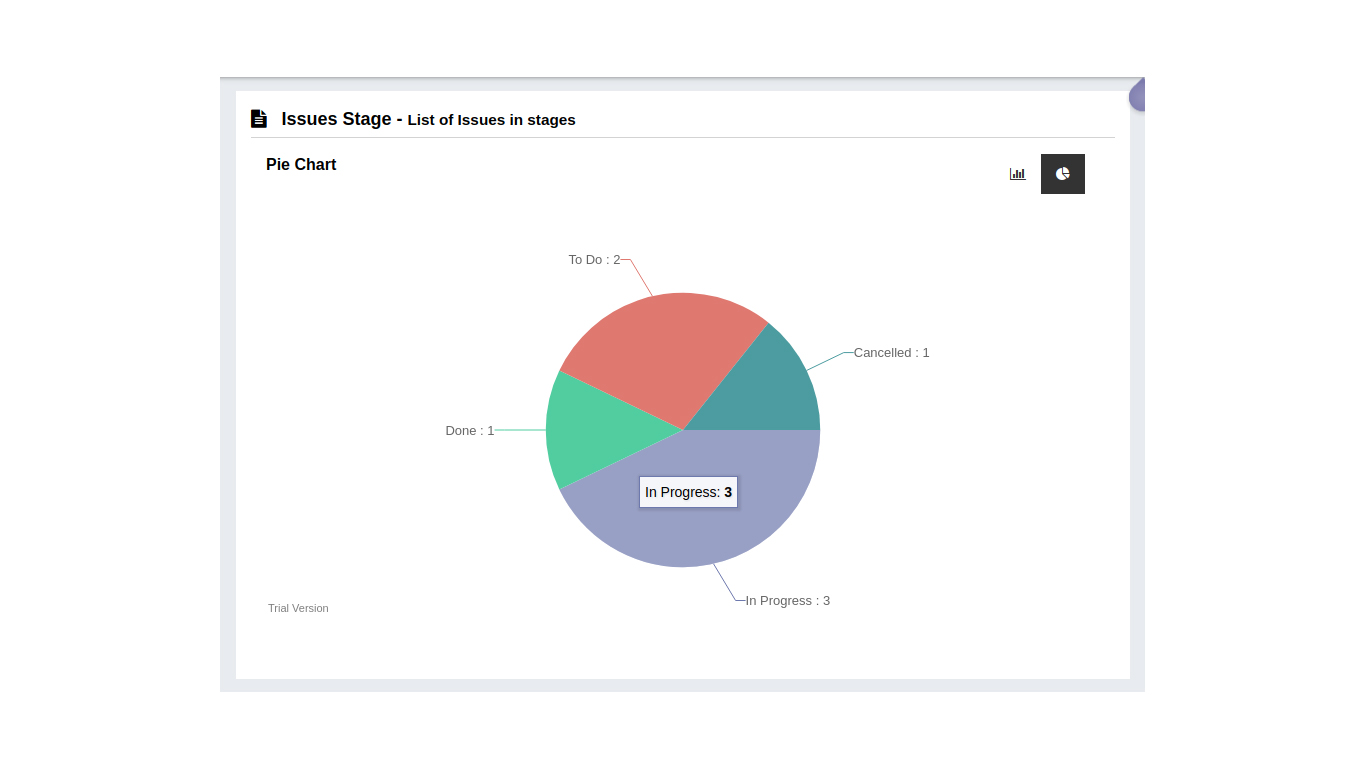 Issues Stage - List of Issues in stages
Pie Chart
To Do : 2
Cancelled : 1
Done : 1
In Progress: 3
In Progress : 3
Trial Version